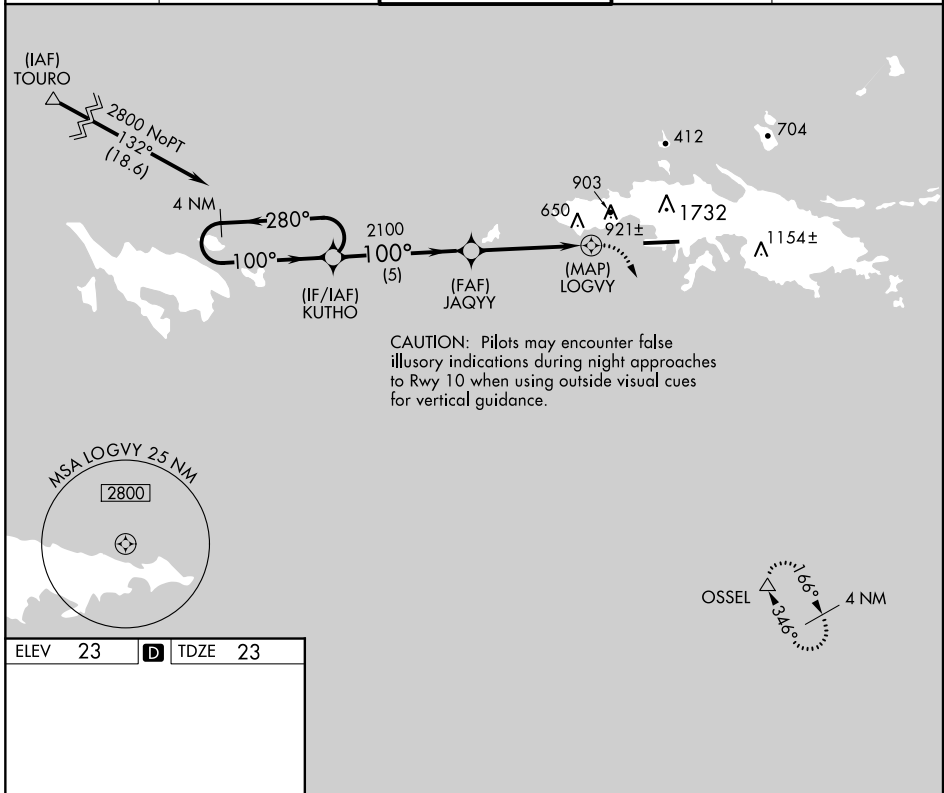 (IAF)
TOURO
2800 NoPT
132°
(18.6)
4 NM
280°
100°
(IF/IAF)
KUTHO
2100
100°
(5)
(FAF)
JAQYY
(MAP)
LOGVY
650
903
921±
412
704
1732
1154±
CAUTION: Pilots may encounter false
illusory indications during night approaches
to Rwy 10 when using outside visual cues
for vertical guidance.
MSA LOGVY 25 NM
2800
OSSEL
166°
346°
4 NM
ELEV 23 D TDZE 23